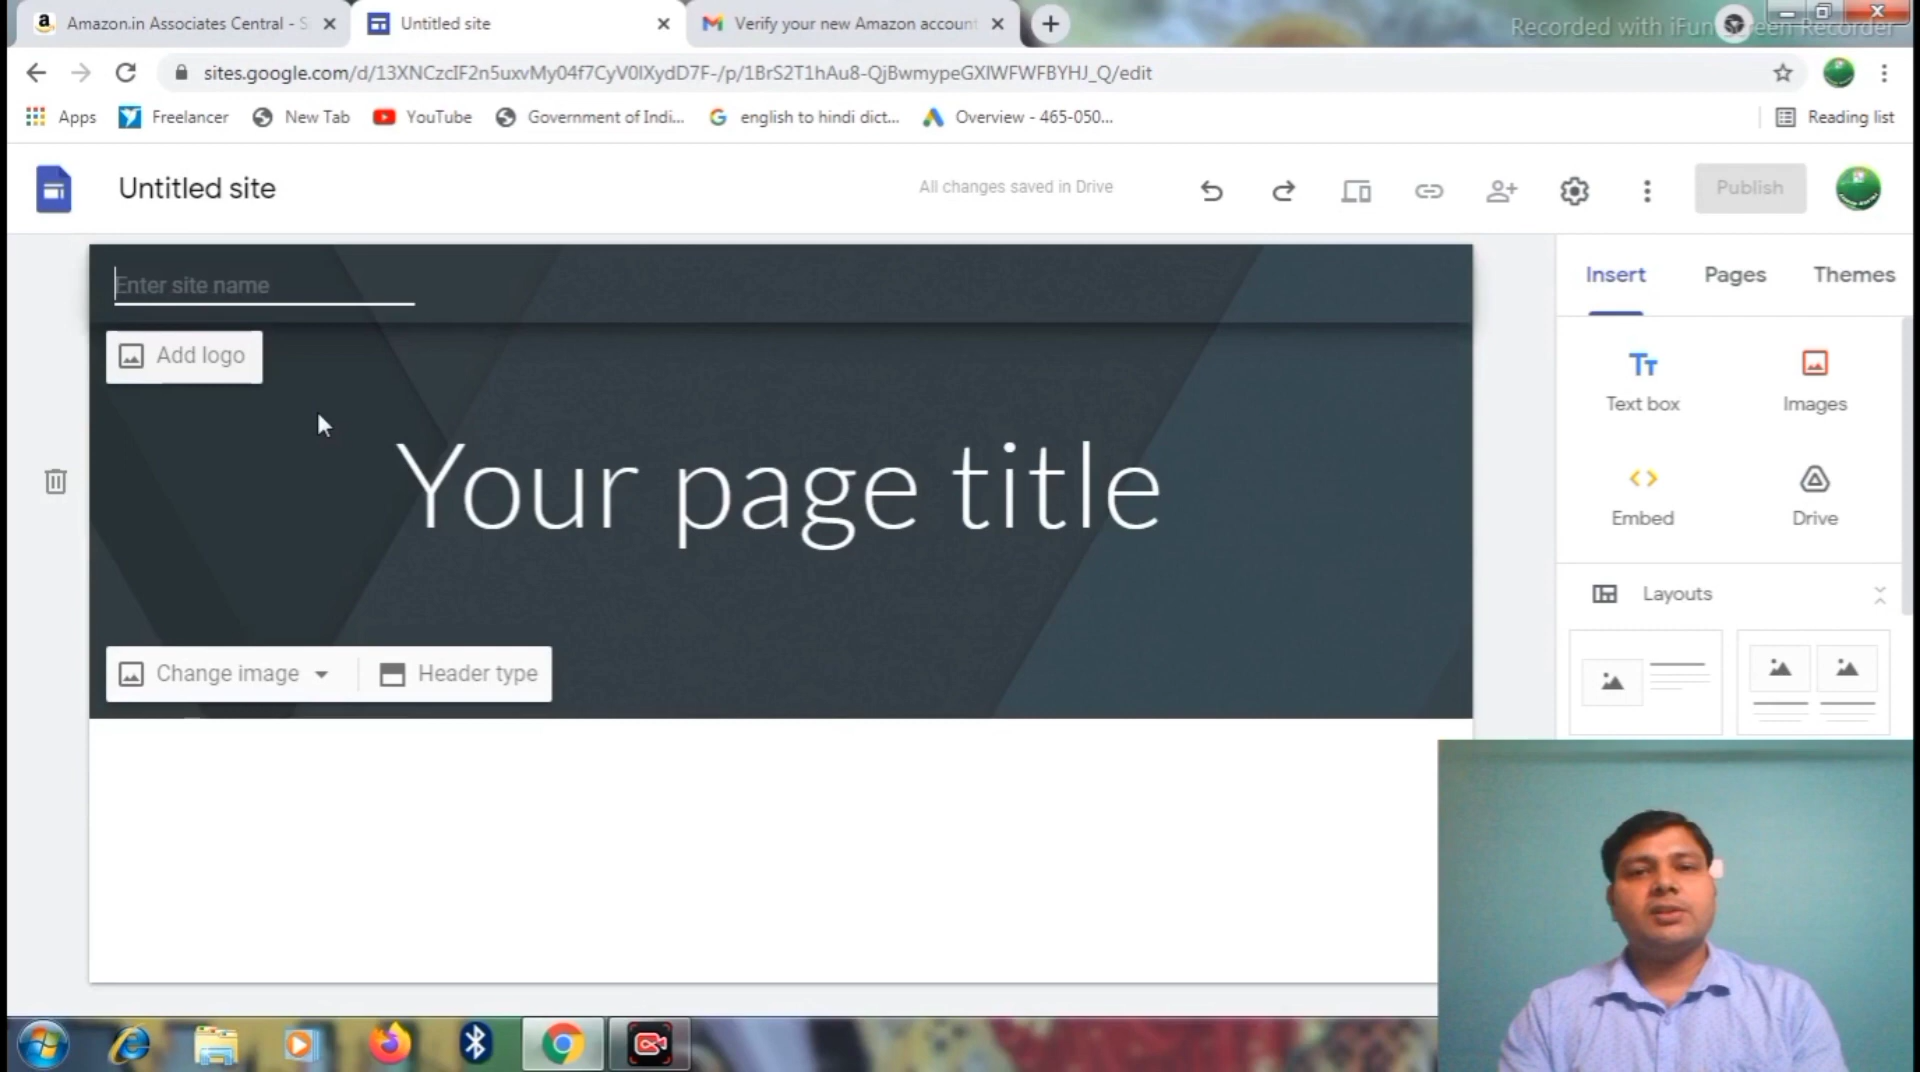 Amazon.in Associates Central - S
Untitled site
Verify your new Amazon account
Recorded with iFun Screen Recorder
sites.google.com/d/13XNCzcIF2n5uxvMy04f7CyV0lXydD7F-/p/1BrS2T1hAu8-QjBwmypeGXlWFWFBYHJ_Q/edit
Apps
Freelancer
New Tab
YouTube
Government of Indi...
english to hindi dict...
Overview - 465-050...
Reading list
Untitled site
All changes saved in Drive
Publish
Enter site name
Add logo
Your page title
Change image
Header type
Insert
Pages
Themes
Text box
Images
Embed
Drive
Layouts